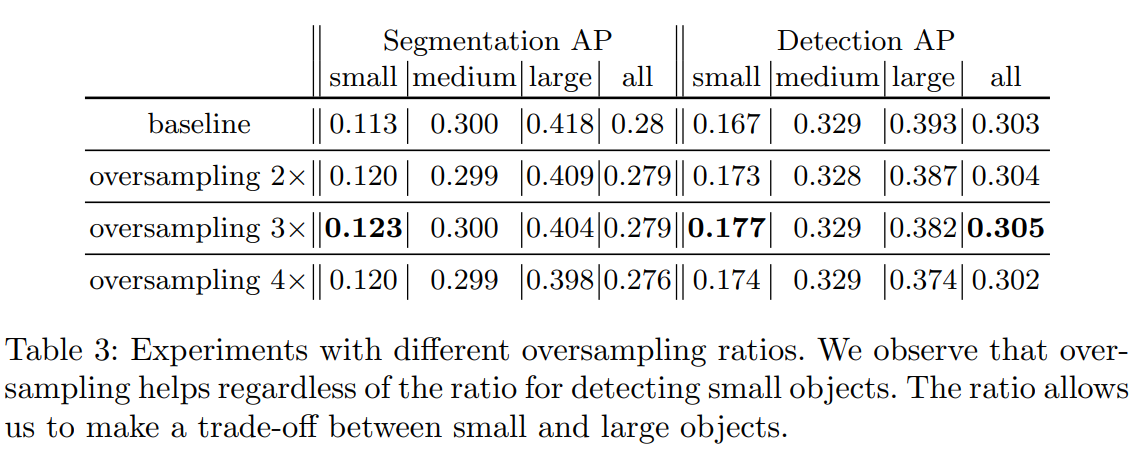 Segmentation AP Detection AP
small medium large all small medium large all
baseline 0.113 0.300 0.418 0.28 0.167 0.329 0.393 0.303
oversampling 2× 0.120 0.299 0.409 0.279 0.173 0.328 0.387 0.304
oversampling 3× 0.123 0.300 0.404 0.279 0.177 0.329 0.382 0.305
oversampling 4× 0.120 0.299 0.398 0.276 0.174 0.329 0.374 0.302
Table 3: Experiments with different oversampling ratios. We observe that over-
sampling helps regardless of the ratio for detecting small objects. The ratio allows
us to make a trade-off between small and large objects.